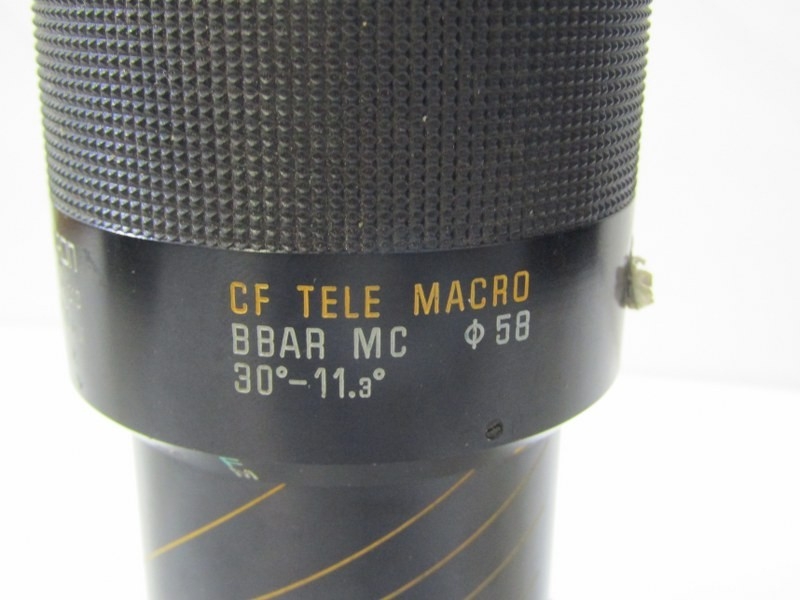 CF TELE MACRO
BBAR MC φ58
30°-11.3°